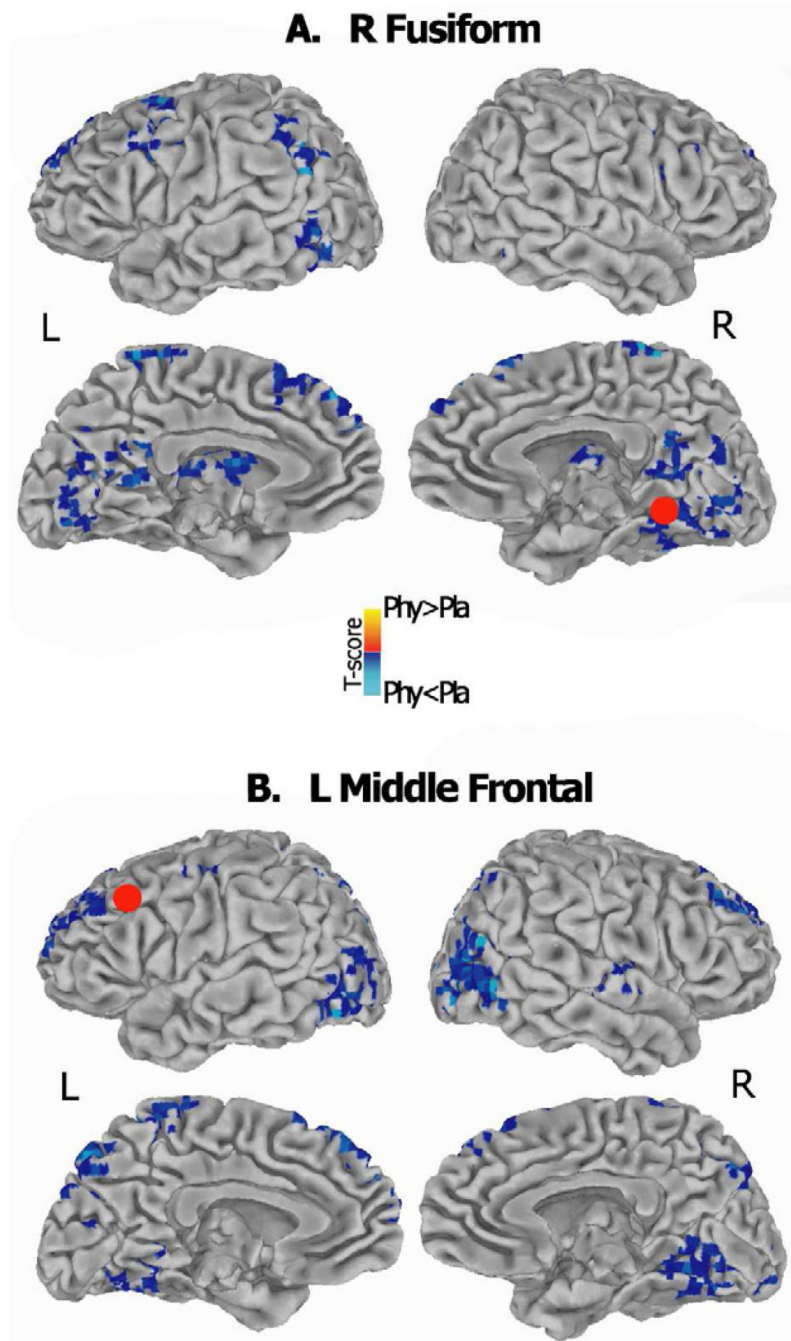 A. R Fusiform
L
R
Phy>Pla
T-score
Phy<Pla
B. L Middle Frontal
L
R